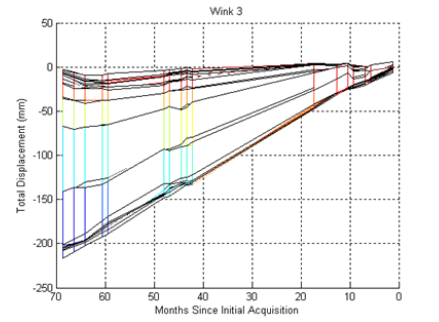 Wink 3
50
0
-50
-100
-150
-200
-250
Total Displacement (mm)
70 60 50 40 30 20 10 0
Months Since Initial Acquisition